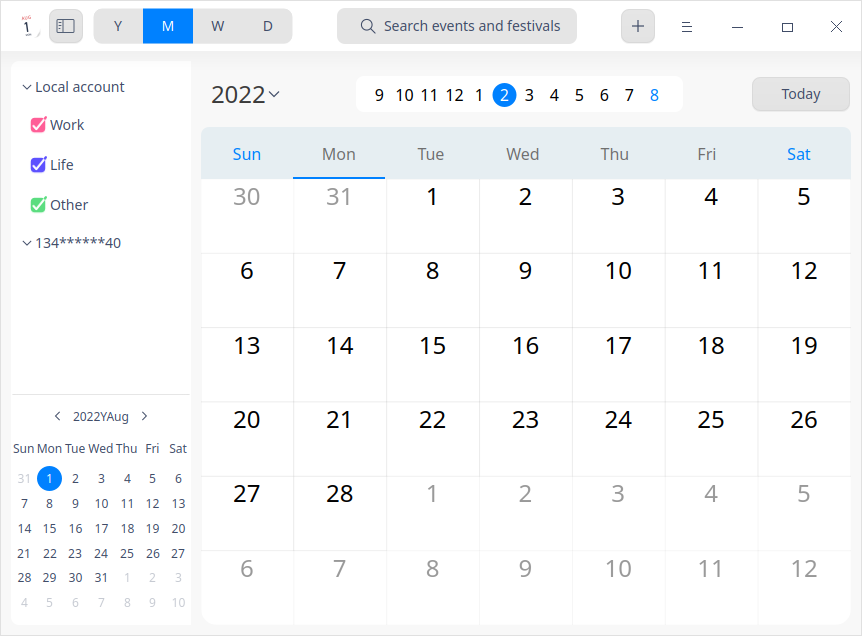 Y M W D Search events and festivals
Local account
Work
Life
Other
134******40
2022 9 10 11 12 1 2 3 4 5 6 7 8 Today
Sun Mon Tue Wed Thu Fri Sat
30 31 1 2 3 4 5
6 7 8 9 10 11 12
13 14 15 16 17 18 19
20 21 22 23 24 25 26
27 28 1 2 3 4 5
6 7 8 9 10 11 12
2022YAug
Sun Mon Tue Wed Thu Fri Sat
31 1 2 3 4 5 6
7 8 9 10 11 12 13
14 15 16 17 18 19 20
21 22 23 24 25 26 27
28 29 30 31 1 2 3
4 5 6 7 8 9 10